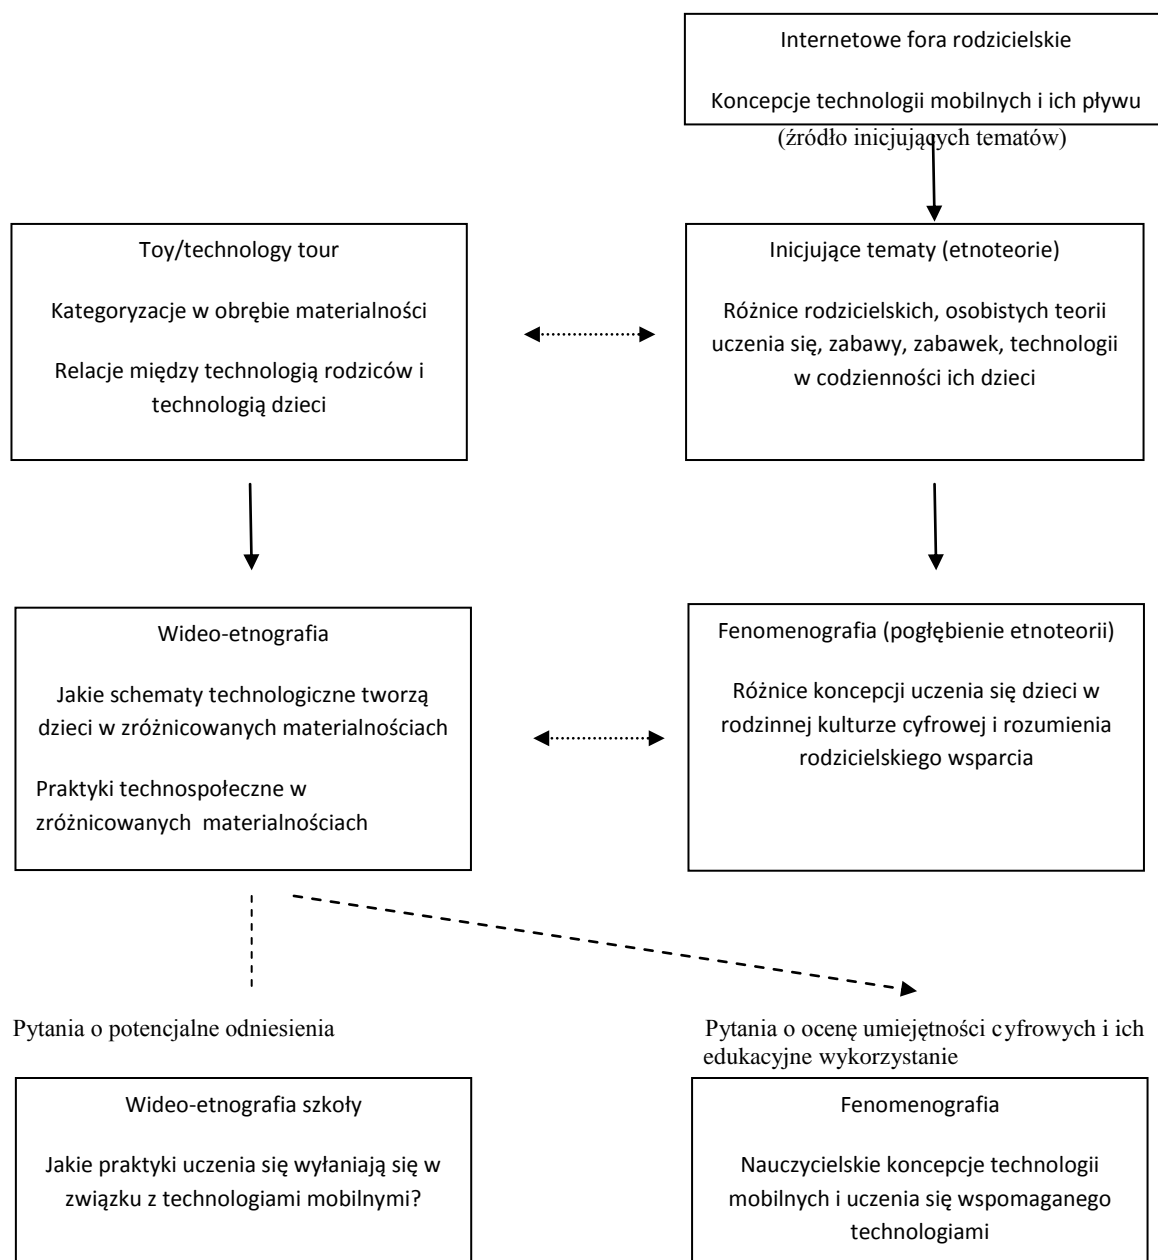 Internetowe fora rodzicielskie
Koncepcje technologii mobilnych i ich pływu
(źródło inicjujących tematów)
Toy/technology tour
Kategoryzacje w obrębie materialności
Relacje między technologią rodziców i
technologią dzieci
Inicjujące tematy (etnoteorie)
Różnice rodzicielskich, osobistych teorii
uczenia się, zabawy, zabawek, technologii
w codzienności ich dzieci
Wideo-etnografia
Jakie schematy technologiczne tworzą
dzieci w zróżnicowanych materialnościach
Praktyki technospołeczne w
zróżnicowanych materialnościach
Fenomenografia (pogłębienie etnoteorii)
Różnice koncepcji uczenia się dzieci w
rodzinnej kulturze cyfrowej i rozumienia
rodzicielskiego wsparcia
Pytania o potencjalne odniesienia
Pytania o ocenę umiejętności cyfrowych i ich
edukacyjne wykorzystanie
Wideo-etnografia szkoły
Jakie praktyki uczenia się wyłaniają się w
związku z technologiami mobilnymi?
Fenomenografia
Nauczycielskie koncepcje technologii
mobilnych i uczenia się wspomaganego
technologiami